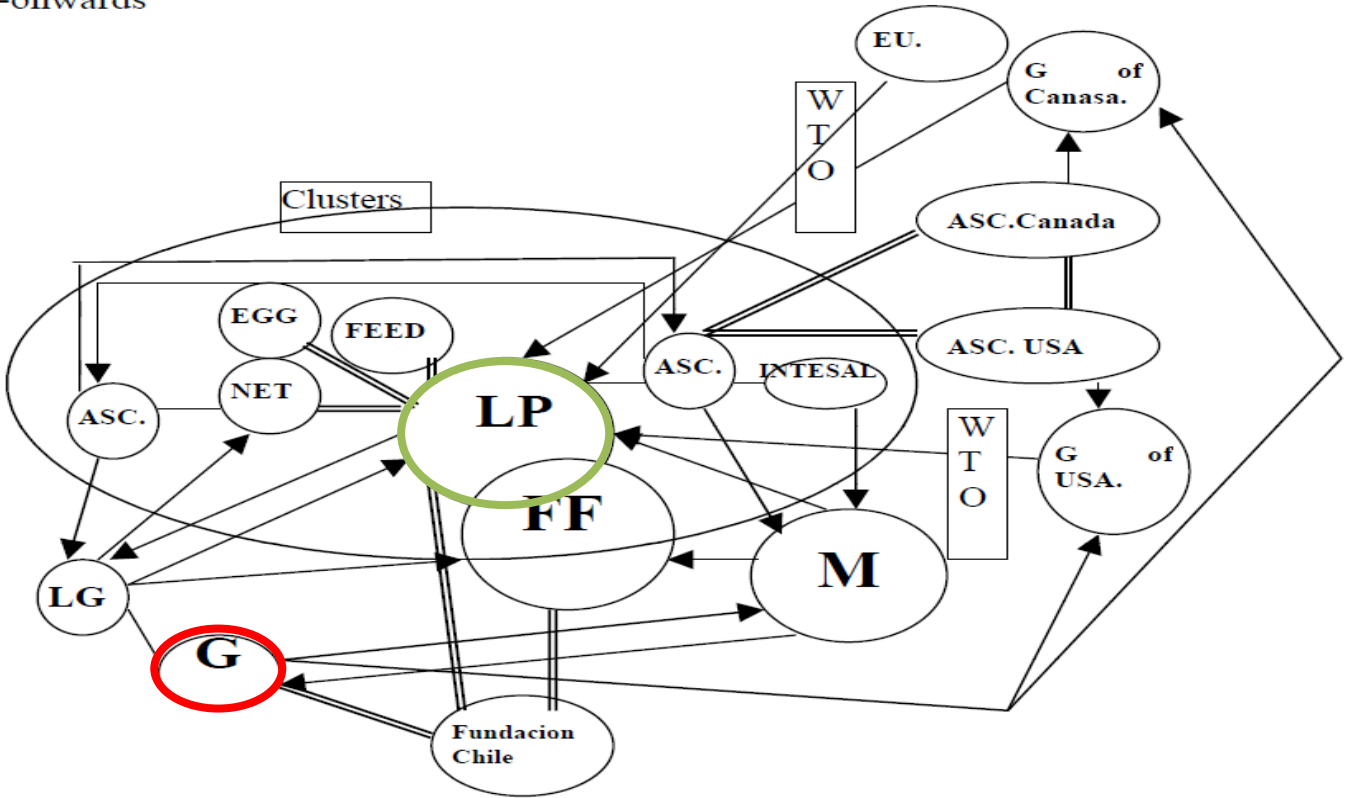 -onwards
EU.
G of
Canasa.
W
T
O
Clusters
ASC.Canada
EGG
FEED
ASC. USA
ASC.
INTESAL
NET
ASC.
LP
W
T
O
G of
USA.
FF
M
LG
G
Fundacion
Chile